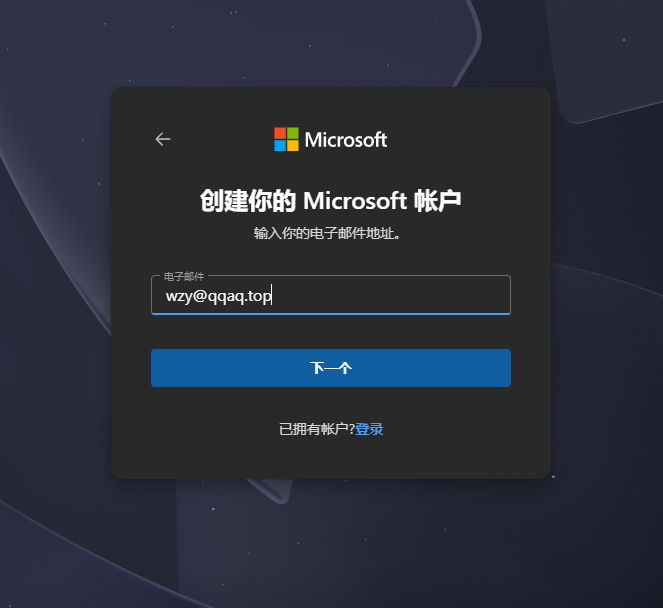 Microsoft
创建你的 Microsoft 帐户
输入你的电子邮件地址。
电子邮件
wzy@qqaq.top
下一个
已拥有帐户?登录